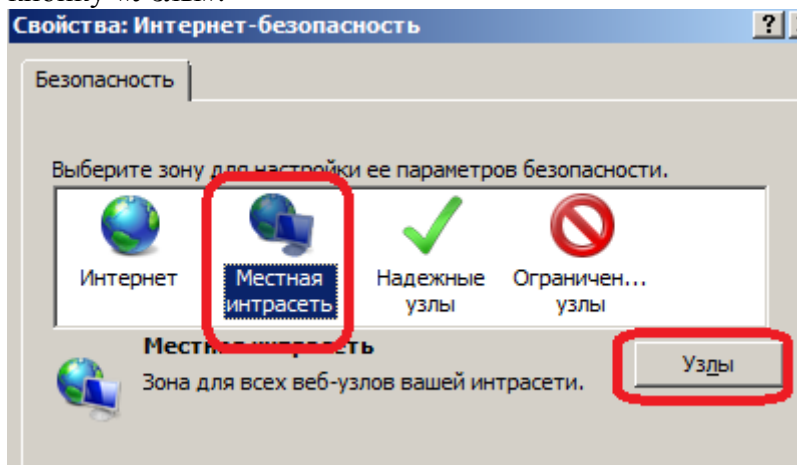 кнопку
Свойства: Интернет-безопасность
?
Безопасность
Выберите зону для настройки ее параметров безопасности.
Интернет
Местная
интрасеть
Надежные
узлы
Ограничен...
узлы
Местная интрасеть
Зона для всех веб-узлов вашей интрасети.
Узлы